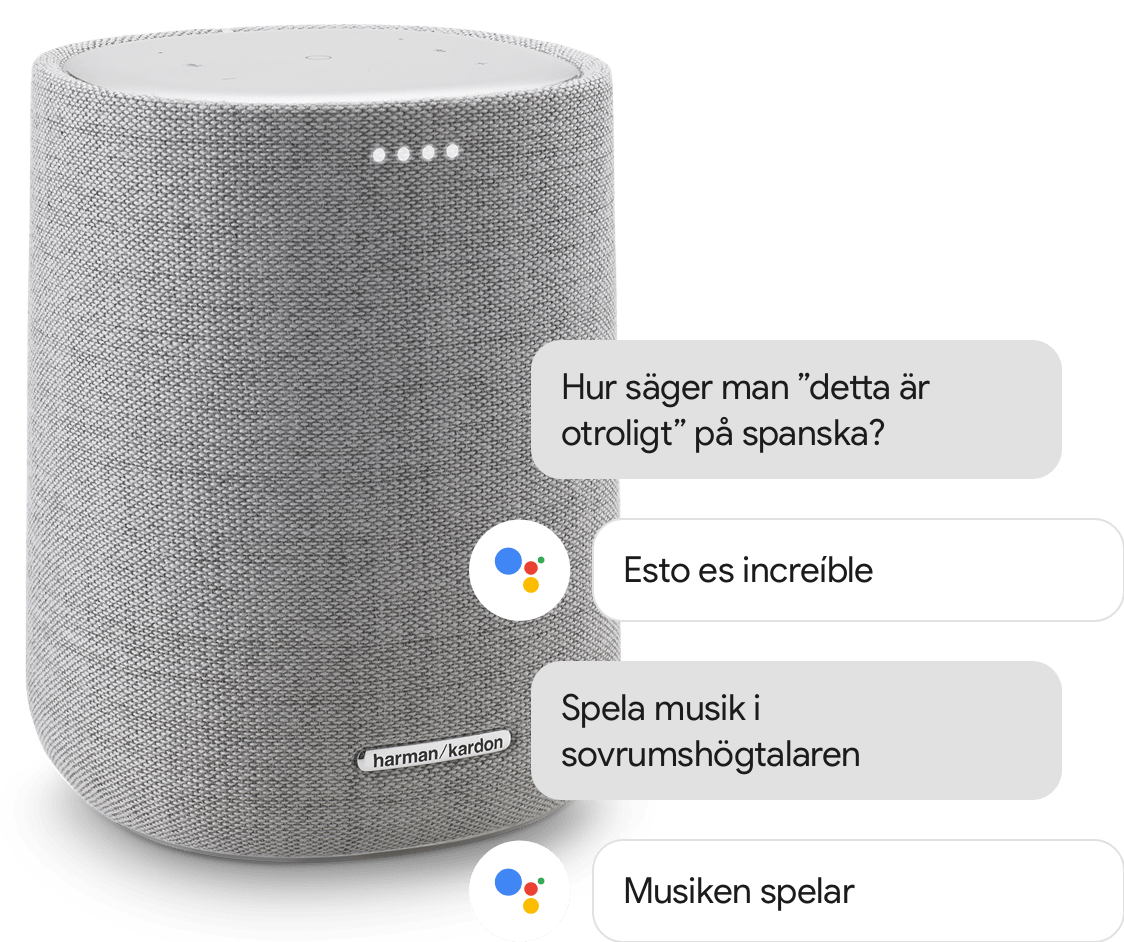 Hur säger man ”detta är
otroligt” på spanska?
Esto es increíble
Spela musik i
sovrumshögtalaren
harman/kardon
Musiken spelar